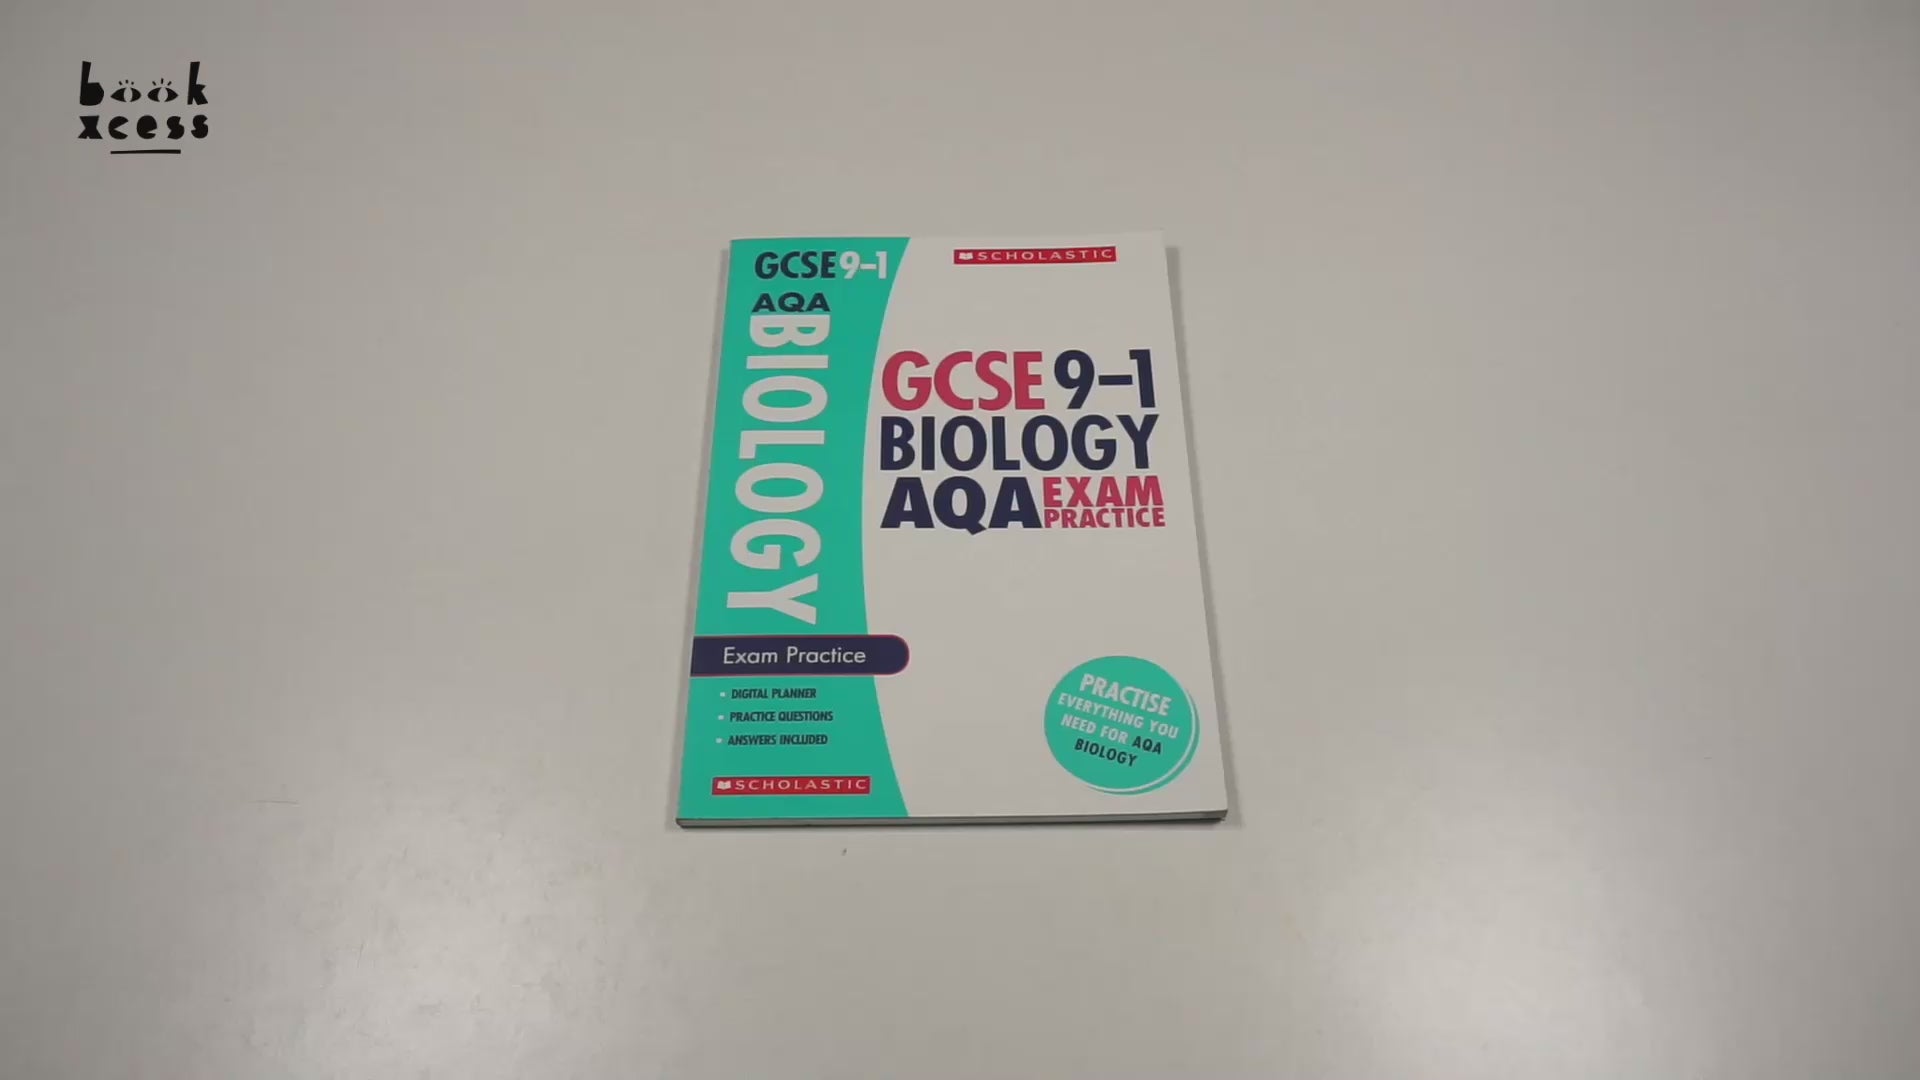 book
xcess
GCSE 9–1
AQA
BIOLOGY
SCHOLASTIC
GCSE 9–1
BIOLOGY
AQA EXAM
PRACTICE
Exam Practice
• DIGITAL PLANNER
• PRACTICE QUESTIONS
• ANSWERS INCLUDED
SCHOLASTIC
PRACTISE
EVERYTHING YOU
NEED FOR AQA
BIOLOGY